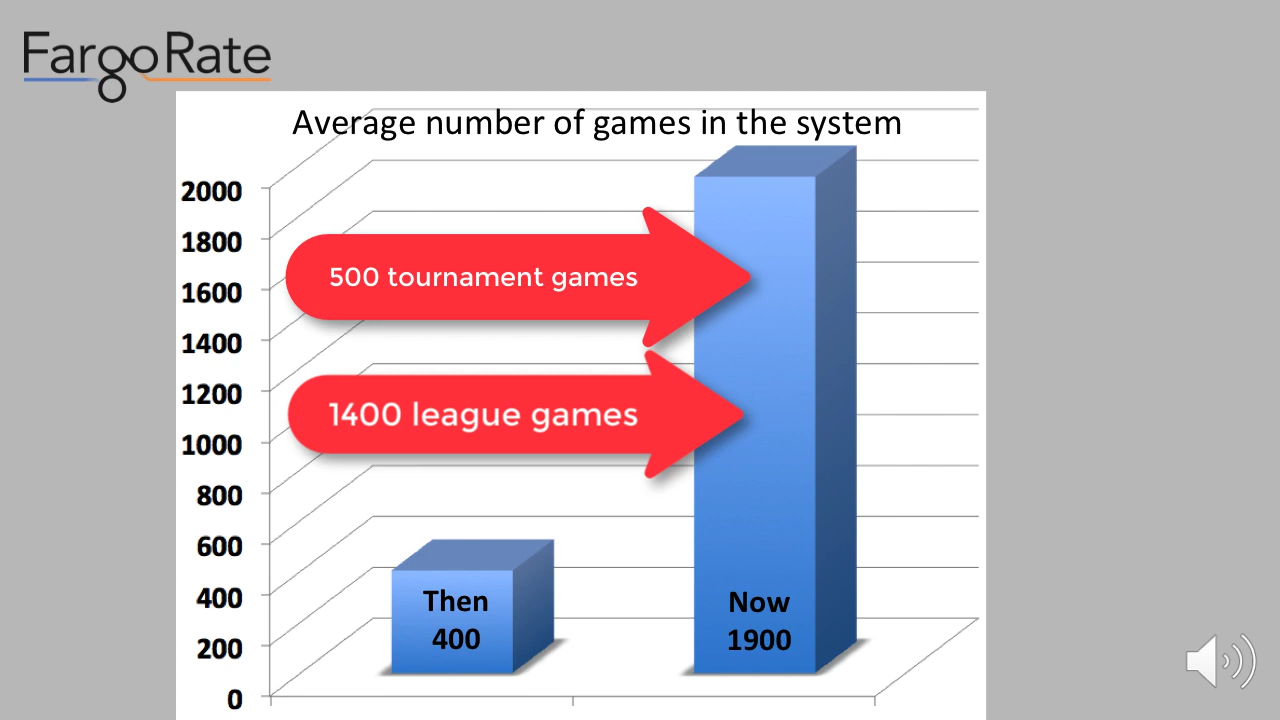 FargoRate
Average number of games in the system
2000
1800
500 tournament games
1600
1400
1200
1400 league games
1000
800
600
400
200
0
Then
400
Now
1900